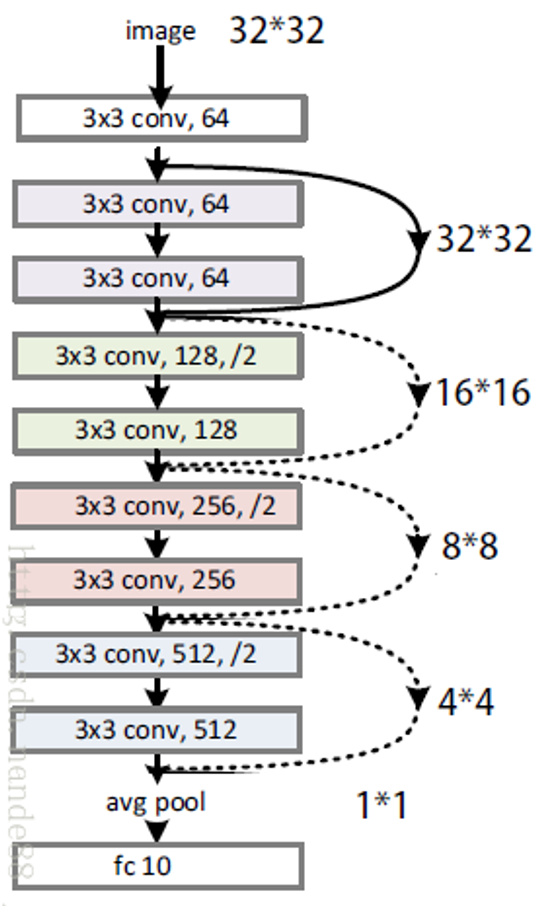 image 32*32
3x3 conv, 64
3x3 conv, 64
32*32
3x3 conv, 64
3x3 conv, 128, /2
16*16
3x3 conv, 128
3x3 conv, 256, /2
8*8
3x3 conv, 256
3x3 conv, 512, /2
4*4
3x3 conv, 512
avg pool 1*1
fc 10